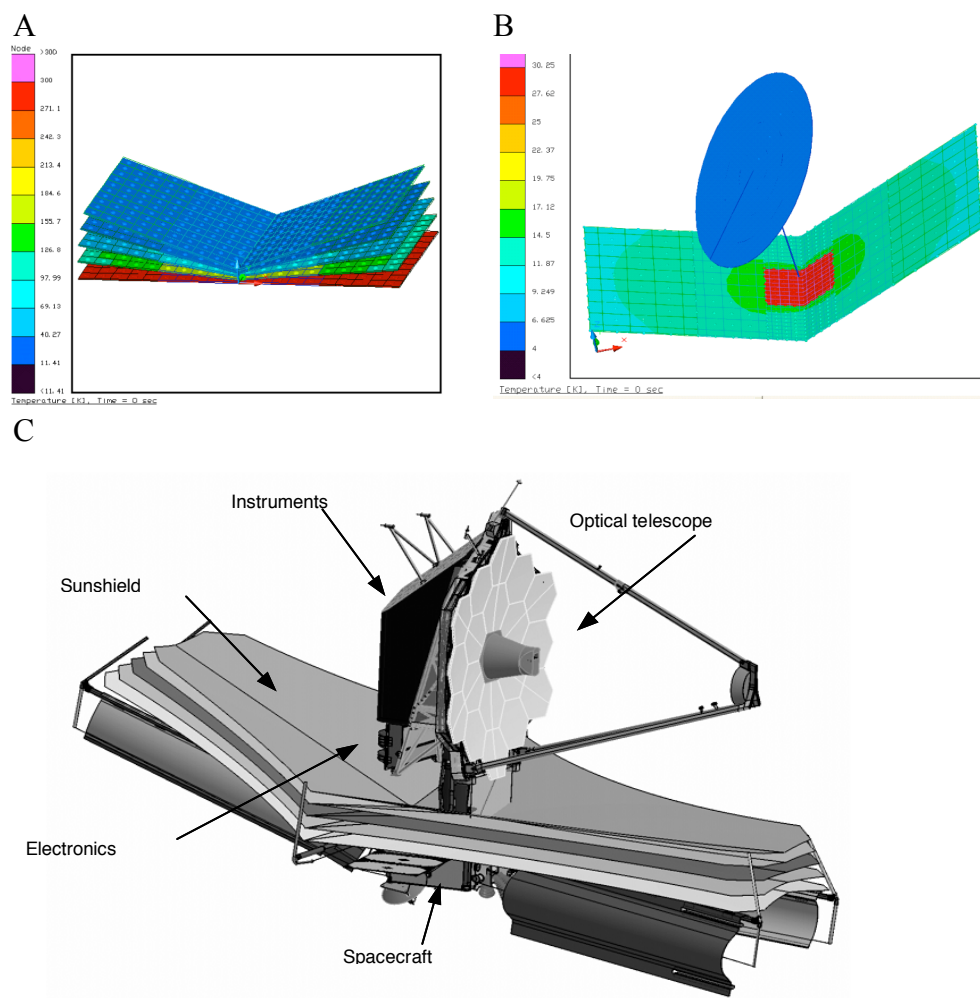 A
B
Node
>300
300
271.1
242.3
213.4
184.6
155.7
126.8
97.99
69.13
40.27
11.41
<11.41
Temperature [K], Time = 0 sec
30.25
27.62
25
22.37
19.75
17.12
14.5
11.87
9.249
6.625
4
<4
x
Temperature [K], Time = 0 sec
C
Instruments
Optical telescope
Sunshield
Electronics
Spacecraft